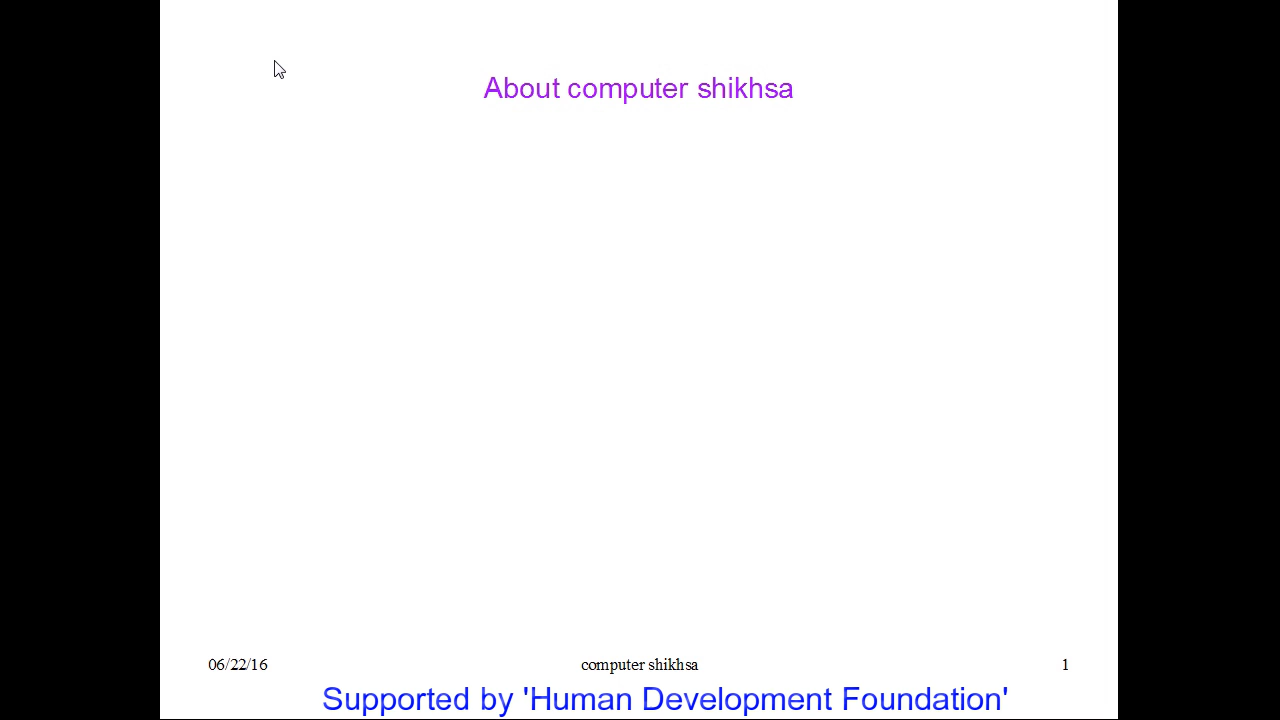 About computer shikhsa
06/22/16 computer shikhsa 1
Supported by 'Human Development Foundation'